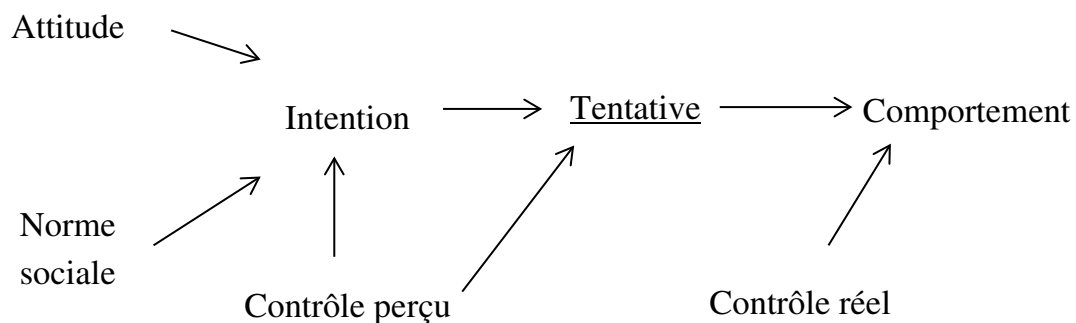 Attitude
Intention
Tentative
Comportement
Norme
sociale
Contrôle perçu
Contrôle réel